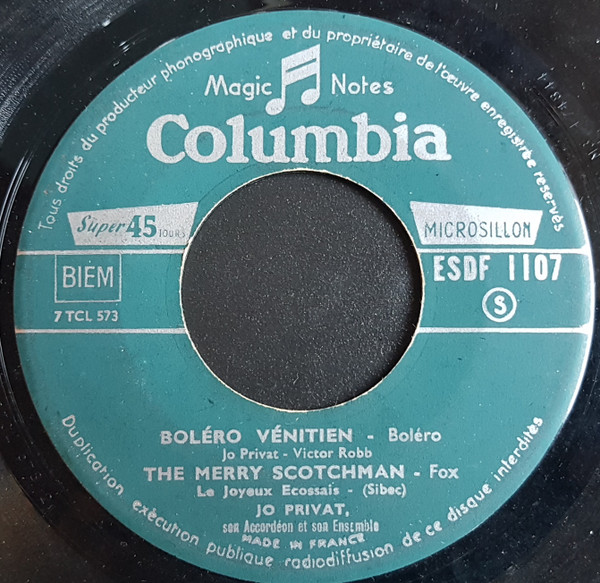 Tous droits du producteur phonographique et du propriétaire de l'œuvre enregistrée reservés
Magic Notes
Columbia
Super 45 TOURS
MICROSILLON
BIEM
ESDF 1107
7 TCL 573
S
BOLÉRO VÉNITIEN - Boléro
Jo Privat - Victor Robb
THE MERRY SCOTCHMAN - Fox
Le Joyeux Ecossais - (Sibec)
JO PRIVAT,
son Accordéon et son Ensemble
MADE IN FRANCE
Duplication exécution publique radiodiffusion de ce disque interdites